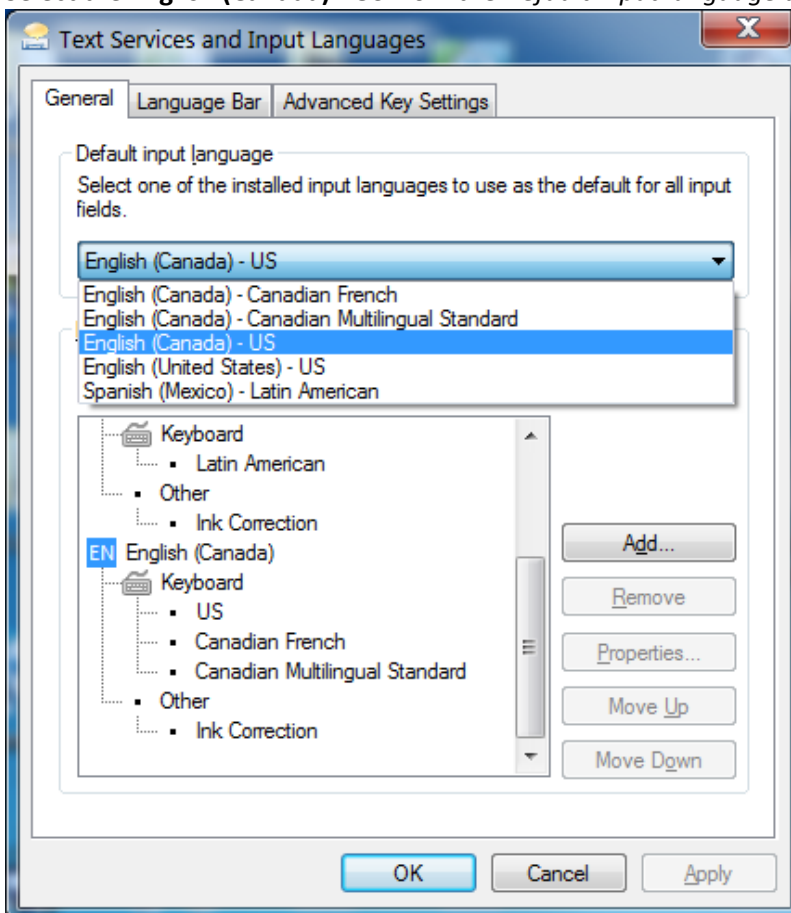 Text Services and Input Languages
General
Language Bar
Advanced Key Settings
Default input language
Select one of the installed input languages to use as the default for all input
fields.
English (Canada) - US
English (Canada) - Canadian French
English (Canada) - Canadian Multilingual Standard
English (Canada) - US
English (United States) - US
Spanish (Mexico) - Latin American
Keyboard
Latin American
Other
Ink Correction
EN English (Canada)
Keyboard
US
Canadian French
Canadian Multilingual Standard
Other
Ink Correction
Add...
Remove
Properties...
Move Up
Move Down
OK
Cancel
Apply